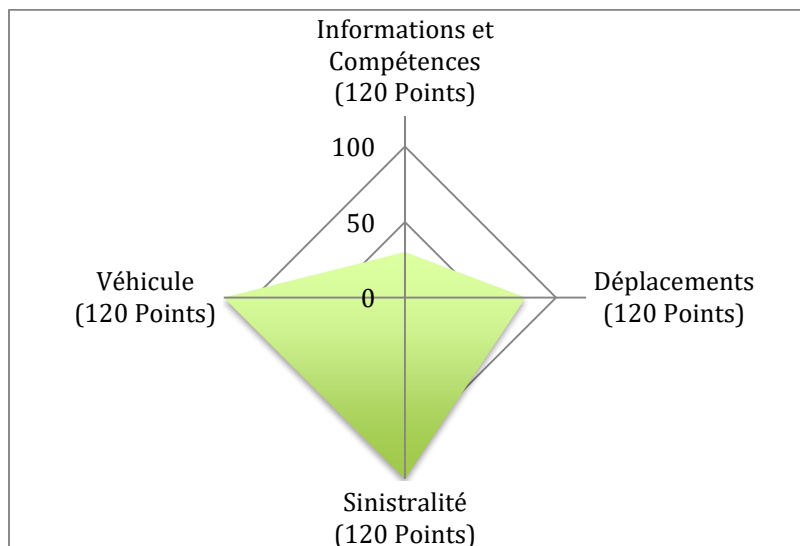 Informations et
Compétences
(120 Points)
100
50
0
Véhicule
(120 Points)
Déplacements
(120 Points)
Sinistralité
(120 Points)